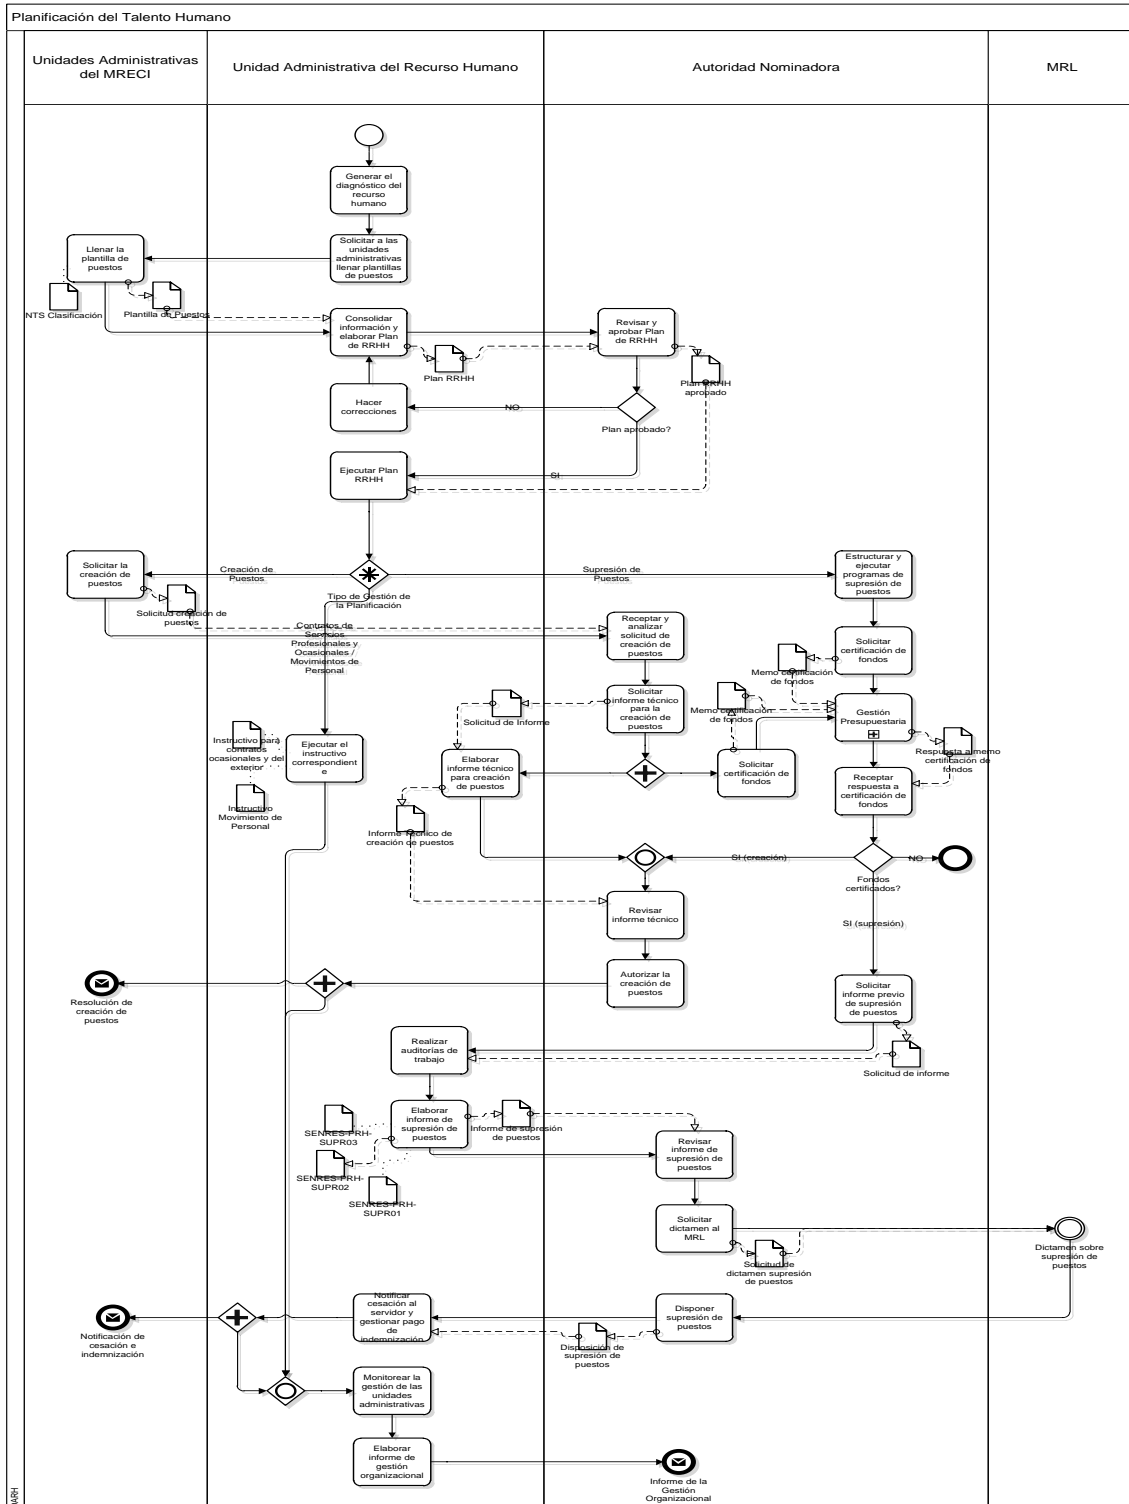 Planificación del Talento Humano
Unidades Administrativas
del MRECI
Unidad Administrativa del Recurso Humano
Autoridad Nominadora
MRL
Generar el
diagnóstico del
recurso
humano
Solicitar a las
unidades
administrativas
llenar plantillas
de puestos
Llenar la
plantilla de
puestos
NTS Clasificación
Plantilla de Puestos
Consolidar
información y
elaborar Plan
de RRHH
Plan RRHH
Revisar y
aprobar Plan
de RRHH
Plan RRHH
aprobado
Hacer
correcciones
NO
Plan aprobado?
Ejecutar Plan
RRHH
SI
Solicitar la
creación de
puestos
Creación de
Puestos
Tipo de Gestión de
la Planificación
Supresión de
Puestos
Estructurar y
ejecutar
programas de
supresión de
puestos
Solicitud creación de
puestos
Contratos de
Servicios
Profesionales y
Ocasionales /
Movimientos de
Personal
Receptar y
analizar
solicitud de
creación de
puestos
Solicitar
certificación de
fondos
Memo certificación
de fondos
Solicitar
informe técnico
para la
creación de
puestos
Solicitud de Informe
Memo certificación
de fondos
Gestión
Presupuestaria
Respuesta a memo
certificación de
fondos
Instructivo para
contratos
ocasionales y del
exterior
Ejecutar el
instructivo
correspondient
e
Elaborar
informe técnico
para creación
de puestos
Solicitar
certificación de
fondos
Receptar
respuesta a
certificación de
fondos
Instructivo
Movimiento de
Personal
Informe Técnico de
creación de puestos
SI (creación)
NO
Fondos
certificados?
Revisar
informe técnico
SI (supresión)
Autorizar la
creación de
puestos
Resolución de
creación de
puestos
Solicitar
informe previo
de supresión
de puestos
Realizar
auditorías de
trabajo
Solicitud de informe
Elaborar
informe de
supresión de
puestos
SENRES-PRH-
SUPR03
Informe de supresión
de puestos
Revisar
informe de
supresión de
puestos
SENRES-PRH-
SUPR02
SENRES-PRH-
SUPR01
Solicitar
dictamen al
MRL
Solicitud de
dictamen supresión
de puestos
Dictamen sobre
supresión de
puestos
Notificar
cesación al
servidor y
gestionar pago
de
indemnización
Disponer
supresión de
puestos
Disposición de
supresión de
puestos
Notificación de
cesación e
indemnización
Monitorear la
gestión de las
unidades
administrativas
Elaborar
informe de
gestión
organizacional
Informe de la
Gestión
Organizacional